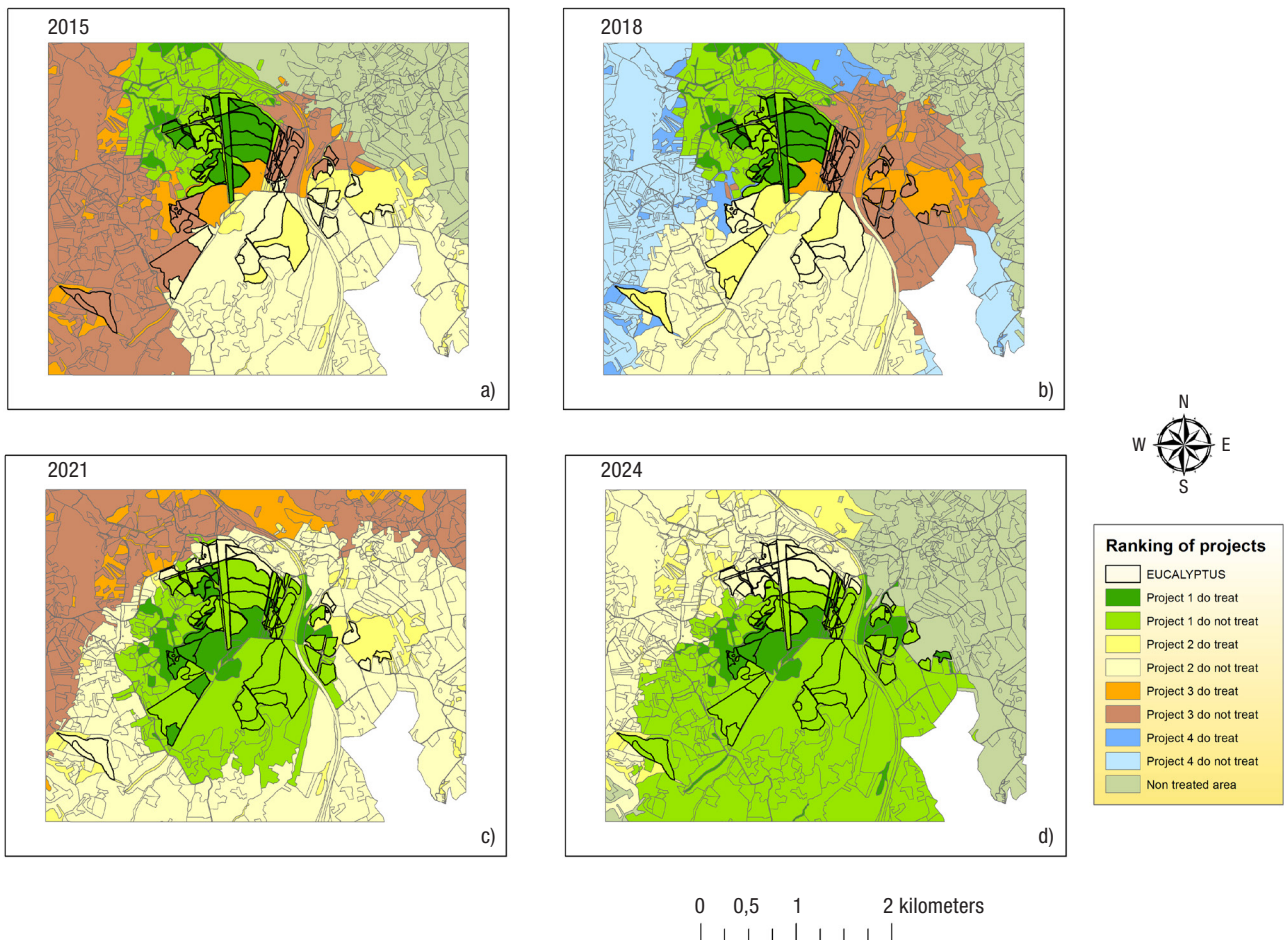 2015
a)
2018
b)
2021
c)
2024
d)
N
W E
S
Ranking of projects
EUCALYPTUS
Project 1 do treat
Project 1 do not treat
Project 2 do treat
Project 2 do not treat
Project 3 do treat
Project 3 do not treat
Project 4 do treat
Project 4 do not treat
Non treated area
0 0,5 1 2 kilometers